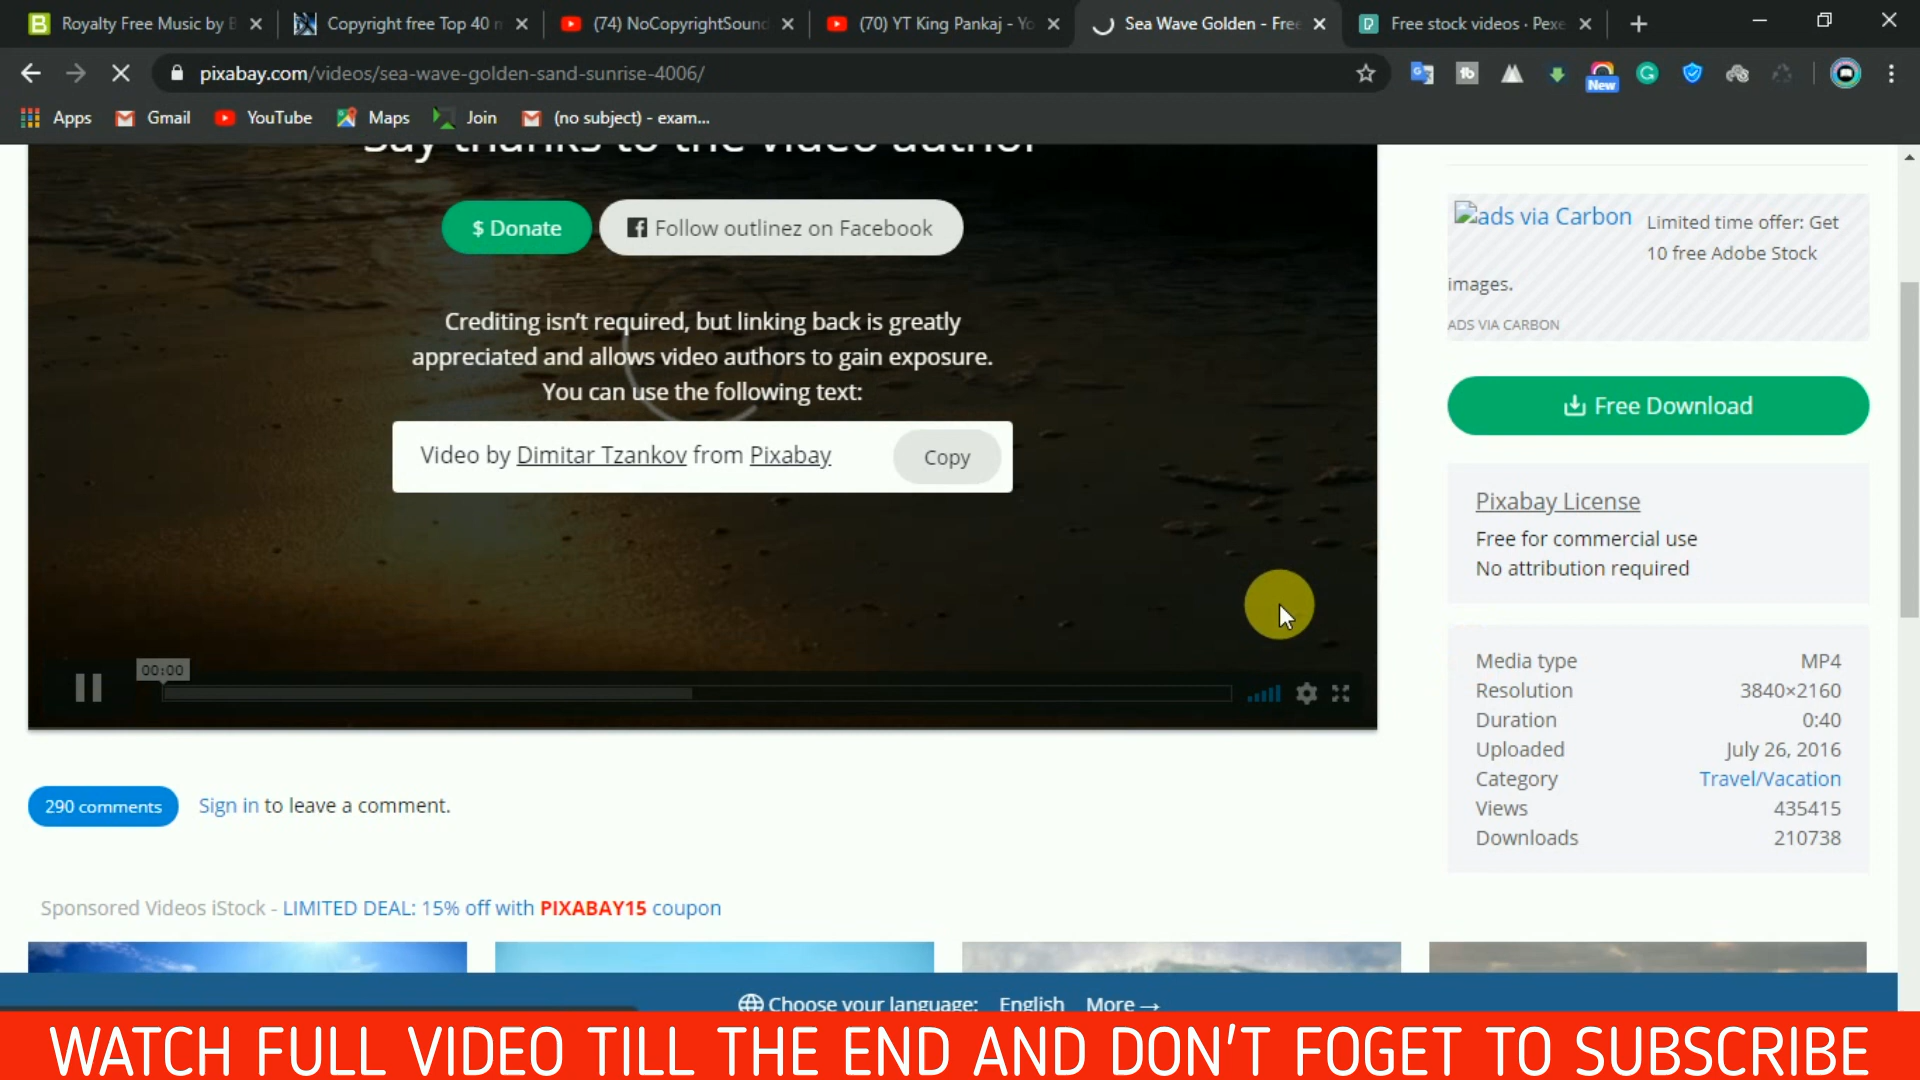 Royalty Free Music by B
Copyright free Top 40 m
(74) NoCopyrightSound
(70) YT King Pankaj - Yo
Sea Wave Golden - Free
Free stock videos · Pexe
pixabay.com/videos/sea-wave-golden-sand-sunrise-4006/
New
Apps
Gmail
YouTube
Maps
Join
(no subject) - exam...
Say thanks to the video author
$ Donate
Follow outlinez on Facebook
Crediting isn't required, but linking back is greatly
appreciated and allows video authors to gain exposure.
You can use the following text:
Video by Dimitar Tzankov from Pixabay
Copy
00:00
290 comments
Sign in to leave a comment.
Sponsored Videos iStock - LIMITED DEAL: 15% off with PIXABAY15 coupon
ads via Carbon
Limited time offer: Get
10 free Adobe Stock
images.
ADS VIA CARBON
Free Download
Pixabay License
Free for commercial use
No attribution required
Media type MP4
Resolution 3840×2160
Duration 0:40
Uploaded July 26, 2016
Category Travel/Vacation
Views 435415
Downloads 210738
Choose your language: English More →
WATCH FULL VIDEO TILL THE END AND DON'T FOGET TO SUBSCRIBE